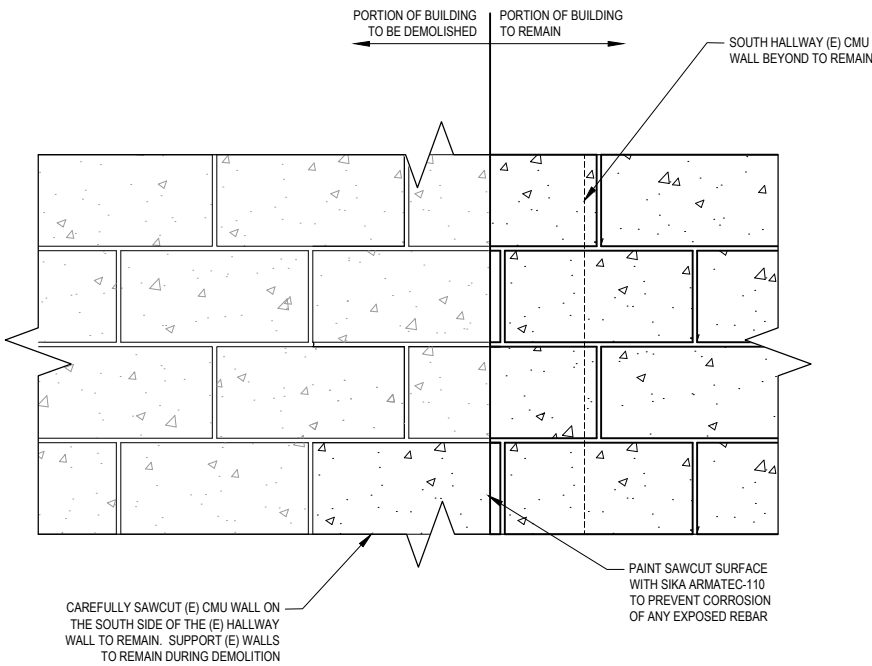 PORTION OF BUILDING
TO BE DEMOLISHED
PORTION OF BUILDING
TO REMAIN
SOUTH HALLWAY (E) CMU
WALL BEYOND TO REMAIN
PAINT SAWCUT SURFACE
WITH SIKA ARMATEC-110
TO PREVENT CORROSION
OF ANY EXPOSED REBAR
CAREFULLY SAWCUT (E) CMU WALL ON
THE SOUTH SIDE OF THE (E) HALLWAY
WALL TO REMAIN. SUPPORT (E) WALLS
TO REMAIN DURING DEMOLITION